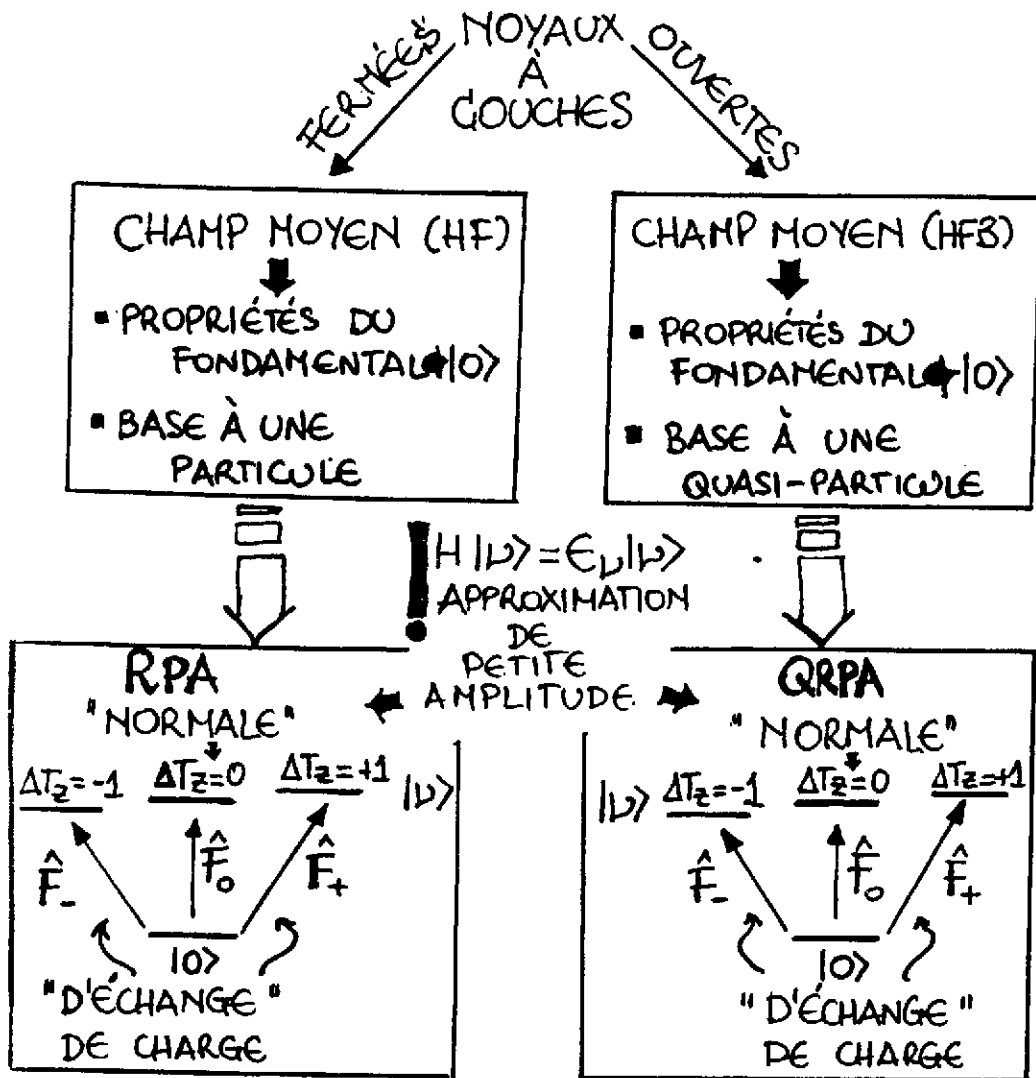 NOYAUX
À
COUCHES
FERMÉES
OUVERTES
CHAMP MOYEN (HF)
▪ PROPRIÉTÉS DU
FONDAMENTAL |0>
▪ BASE À UNE
PARTICULE
CHAMP MOYEN (HFB)
▪ PROPRIÉTÉS DU
FONDAMENTAL |0>
▪ BASE À UNE
QUASI-PARTICULE
! H|ν> = ϵν|ν>
APPROXIMATION
DE
PETITE
AMPLITUDE
RPA
"NORMALE"
ΔTz=-1 ΔTz=0 ΔTz=+1 |ν>
F̂- F̂o F̂+
|0>
"D'ÉCHANGE"
DE CHARGE
QRPA
"NORMALE"
|ν> ΔTz=-1 ΔTz=0 ΔTz=+1
F̂- F̂o F̂+
|0>
"D'ÉCHANGE"
DE CHARGE